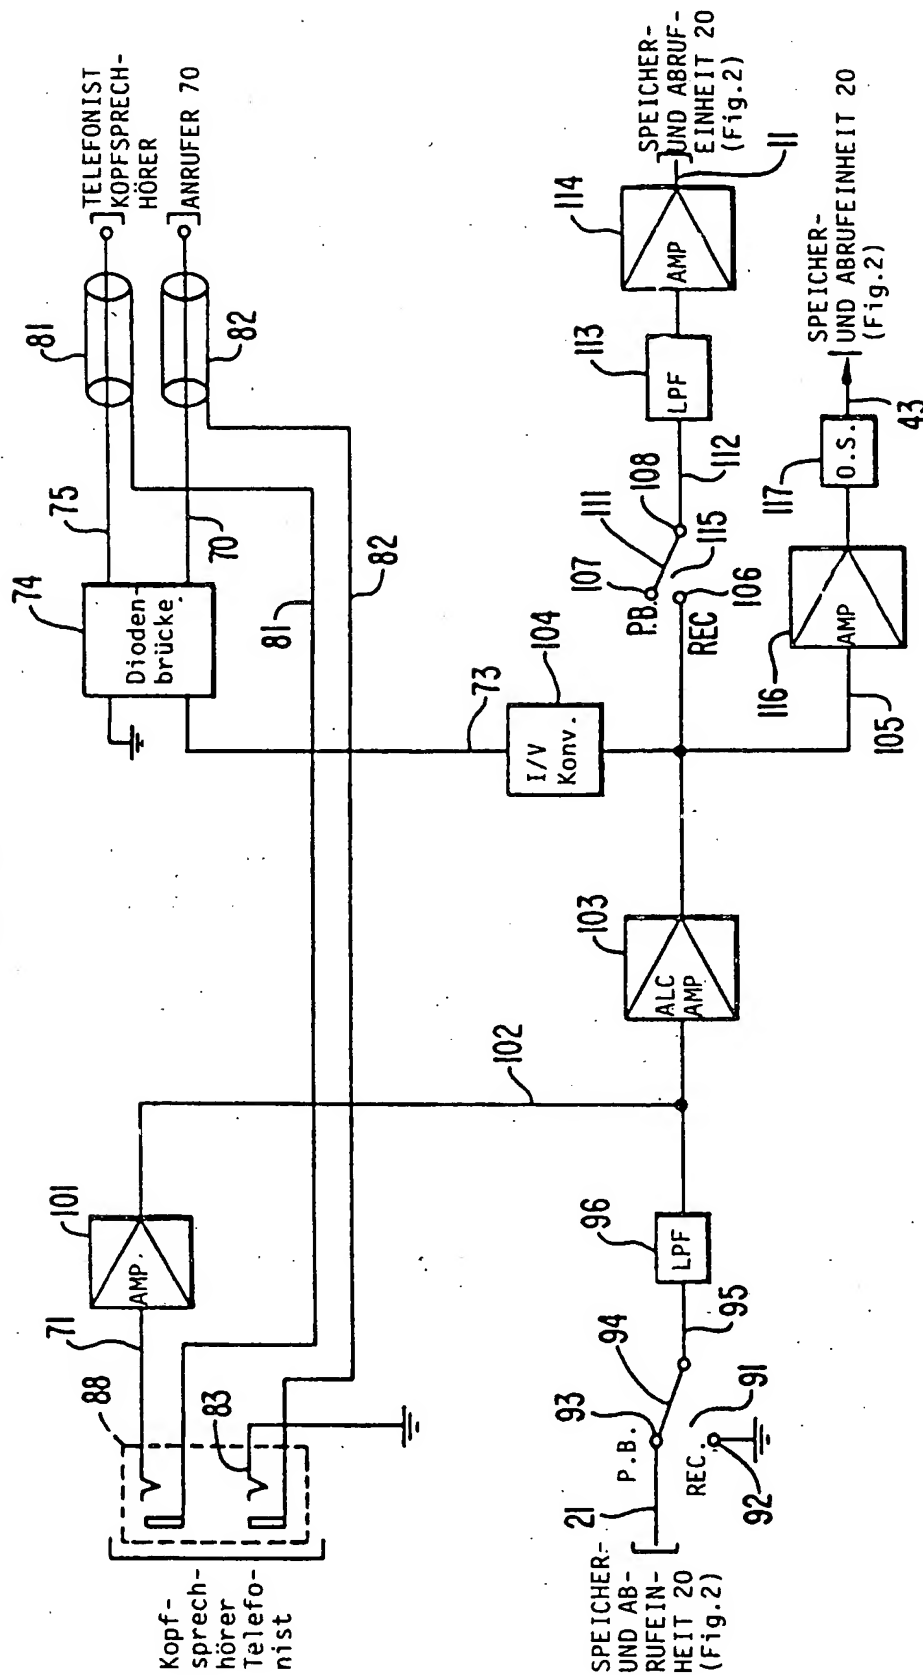 Kopf-
sprech-
hörer
Telefo-
nist
88
71
101
AMP.
83
81
82
102
74
Dioden-
brücke
75
70
81
82
TELEFONIST
KOPFSPRECH-
HÖRER
ANRUFER 70
73
104
I/V
Konv.
SPEICHER-
UND AB-
RUFEIN-
HEIT 20
(Fig.2)
21
P.B.
93
94
REC.
92
91
95
96
LPF
103
ALC
AMP
P.B.
107
111
108
REC
106
115
112
113
LPF
114
AMP
11
SPEICHER-
UND ABRUF-
EINHEIT 20
(Fig.2)
105
116
AMP
117
O.S.
43
SPEICHER-
UND ABRUFEINHEIT 20
(Fig.2)